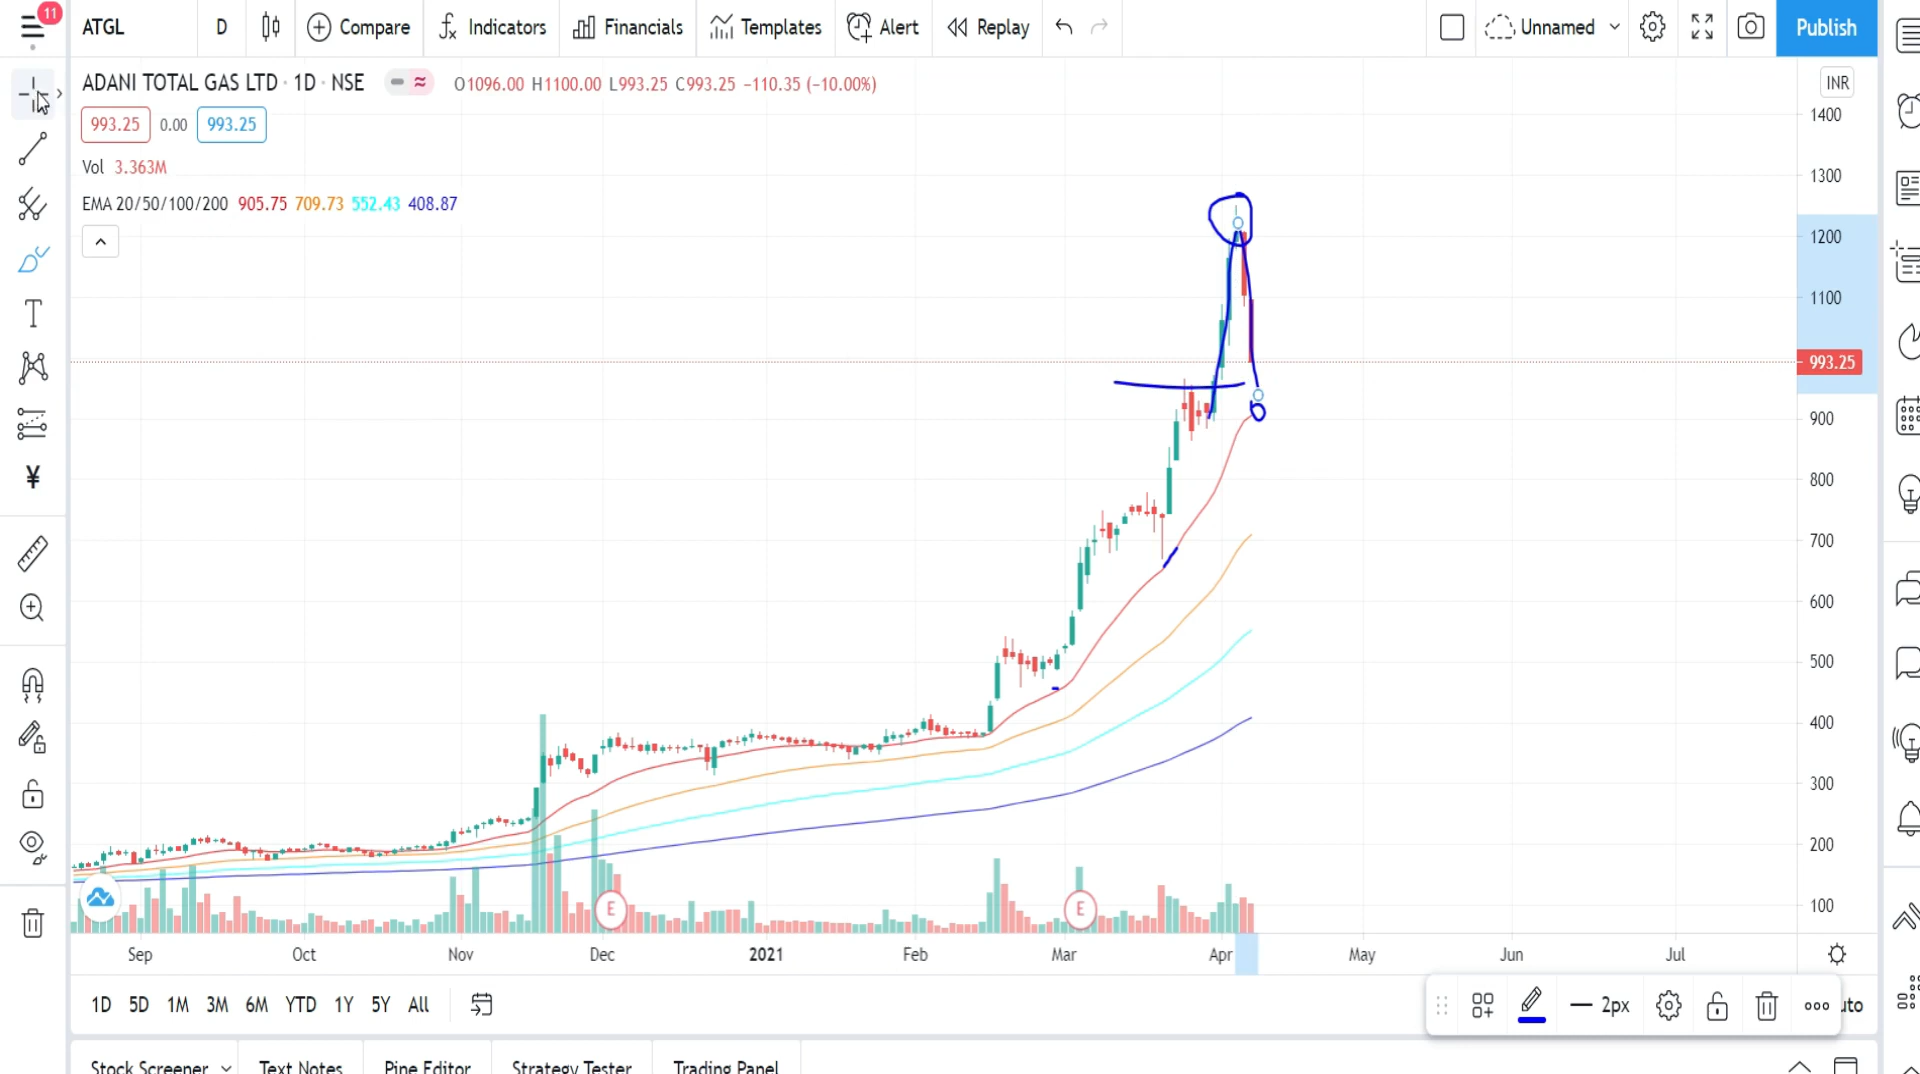 11
ATGL D Compare Indicators Financials Templates Alert Replay Unnamed Publish
ADANI TOTAL GAS LTD · 1D · NSE O1096.00 H1100.00 L993.25 C993.25 −110.35 (−10.00%)
INR
993.25 0.00 993.25
Vol 3.363M
EMA 20/50/100/200 905.75 709.73 552.43 408.87
1400
1300
1200
1100
993.25
900
800
700
600
500
400
300
200
100
E E
Sep Oct Nov Dec 2021 Feb Mar Apr May Jun Jul
1D 5D 1M 3M 6M YTD 1Y 5Y All 2px uto
Stock Screener Text Notes Pine Editor Strategy Tester Trading Panel